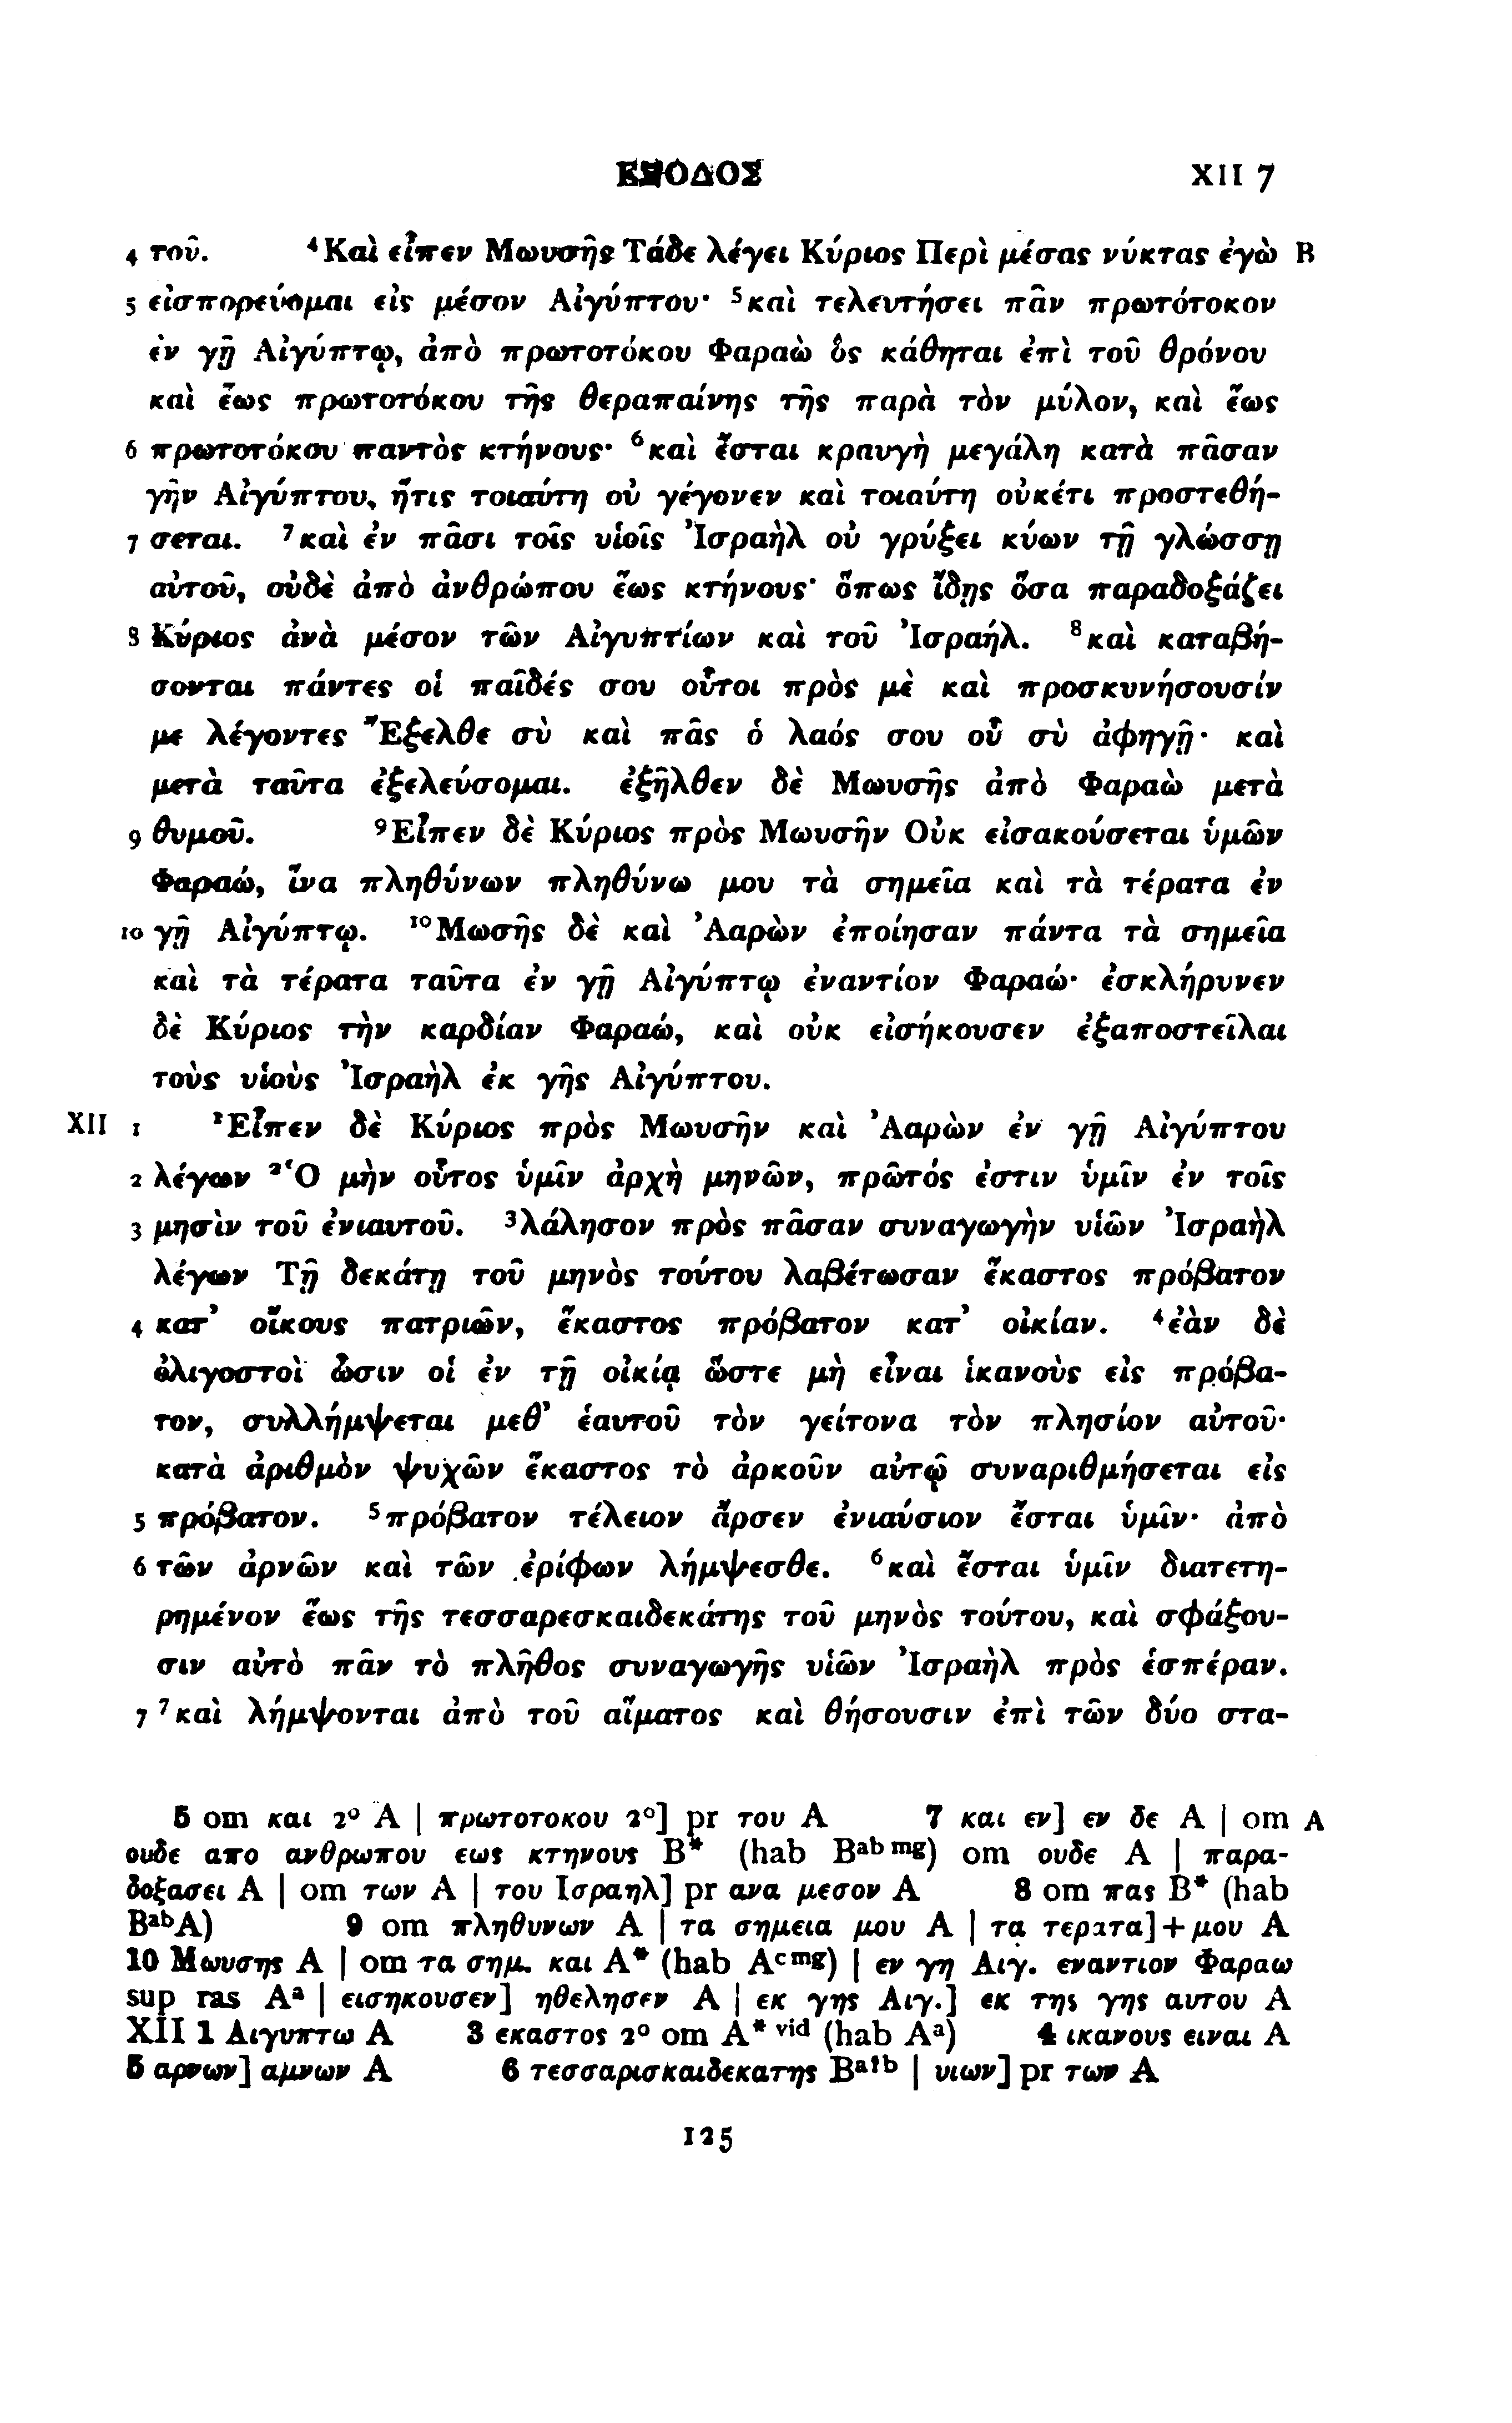 ΕΞΟΔΟΣ XII 7
4 τοῦ. ⁴Καὶ εἶπεν Μωυσῆς Τάδε λέγει Κύριος Περὶ μέσας νύκτας ἐγὼ B
5 εἰσπορεύομαι εἰς μέσον Αἰγύπτου· ⁵καὶ τελευτήσει πᾶν πρωτότοκον
ἐν γῇ Αἰγύπτῳ, ἀπὸ πρωτοτόκου Φαραὼ ὃς κάθηται ἐπὶ τοῦ θρόνου
καὶ ἕως πρωτοτόκου τῆς θεραπαίνης τῆς παρὰ τὸν μύλον, καὶ ἕως
6 πρωτοτόκου παντὸς κτήνους· ⁶καὶ ἔσται κραυγὴ μεγάλη κατὰ πᾶσαν
γῆν Αἰγύπτου, ἥτις τοιαύτη οὐ γέγονεν καὶ τοιαύτη οὐκέτι προστεθή-
7 σεται. ⁷καὶ ἐν πᾶσι τοῖς υἱοῖς Ἰσραὴλ οὐ γρύξει κύων τῇ γλώσσῃ
αὐτοῦ, οὐδὲ ἀπὸ ἀνθρώπου ἕως κτήνους· ὅπως ἴδῃς ὅσα παραδοξάζει
8 Κύριος ἀνὰ μέσον τῶν Αἰγυπτίων καὶ τοῦ Ἰσραήλ. ⁸καὶ καταβή-
σονται πάντες οἱ παῖδές σου οὗτοι πρὸς μὲ καὶ προσκυνήσουσίν
με λέγοντες Ἔξελθε σὺ καὶ πᾶς ὁ λαός σου οὗ σὺ ἀφηγῇ· καὶ
μετὰ ταῦτα ἐξελεύσομαι. ἐξῆλθεν δὲ Μωυσῆς ἀπὸ Φαραὼ μετὰ
9 θυμοῦ. ⁹Εἶπεν δὲ Κύριος πρὸς Μωυσῆν Οὐκ εἰσακούσεται ὑμῶν
Φαραώ, ἵνα πληθύνων πληθύνω μου τὰ σημεῖα καὶ τὰ τέρατα ἐν
10 γῇ Αἰγύπτῳ. ¹⁰Μωσῆς δὲ καὶ Ἀαρὼν ἐποίησαν πάντα τὰ σημεῖα
καὶ τὰ τέρατα ταῦτα ἐν γῇ Αἰγύπτῳ ἐναντίον Φαραώ· ἐσκλήρυνεν
δὲ Κύριος τὴν καρδίαν Φαραώ, καὶ οὐκ εἰσήκουσεν ἐξαποστεῖλαι
τοὺς υἱοὺς Ἰσραὴλ ἐκ γῆς Αἰγύπτου.
XII 1 ¹Εἶπεν δὲ Κύριος πρὸς Μωυσῆν καὶ Ἀαρὼν ἐν γῇ Αἰγύπτου
2 λέγων ²Ὁ μὴν οὗτος ὑμῖν ἀρχὴ μηνῶν, πρῶτός ἐστιν ὑμῖν ἐν τοῖς
3 μησὶν τοῦ ἐνιαυτοῦ. ³λάλησον πρὸς πᾶσαν συναγωγὴν υἱῶν Ἰσραὴλ
λέγων Τῇ δεκάτῃ τοῦ μηνὸς τούτου λαβέτωσαν ἕκαστος πρόβατον
4 κατ' οἴκους πατριῶν, ἕκαστος πρόβατον κατ' οἰκίαν. ⁴ἐὰν δὲ
ὀλιγοστοὶ ὦσιν οἱ ἐν τῇ οἰκίᾳ ὥστε μὴ εἶναι ἱκανοὺς εἰς πρόβα-
τον, συλλήμψεται μεθ' ἑαυτοῦ τὸν γείτονα τὸν πλησίον αὐτοῦ·
κατὰ ἀριθμὸν ψυχῶν ἕκαστος τὸ ἀρκοῦν αὐτῷ συναριθμήσεται εἰς
5 πρόβατον. ⁵πρόβατον τέλειον ἄρσεν ἐνιαύσιον ἔσται ὑμῖν· ἀπὸ
6 τῶν ἀρνῶν καὶ τῶν ἐρίφων λήμψεσθε. ⁶καὶ ἔσται ὑμῖν διατετη-
ρημένον ἕως τῆς τεσσαρεσκαιδεκάτης τοῦ μηνὸς τούτου, καὶ σφάξου-
σιν αὐτὸ πᾶν τὸ πλῆθος συναγωγῆς υἱῶν Ἰσραὴλ πρὸς ἑσπέραν.
7 ⁷καὶ λήμψονται ἀπὸ τοῦ αἵματος καὶ θήσουσιν ἐπὶ τῶν δύο στα-
5 om και 2° A | πρωτοτοκου 2°] pr του A 7 και εν] εν δε A | om A
ουδε απο ανθρωπου εως κτηνους B* (hab Bab mg) om ουδε A | παρα-
δοξασει A | om των A | του Ισραηλ] pr ανα μεσον A 8 om πας B* (hab
BabA) 9 om πληθυνων A | τα σημεια μου A | τα τερατα]+μου A
10 Μωυσης A | om τα σημ. και A* (hab Ac mg) | εν γη Αιγ. εναντιον Φαραω
sup ras Aa | εισηκουσεν] ηθελησεν A | εκ γης Αιγ.] εκ της γης αυτου A
XII 1 Αιγυπτω A 3 εκαστος 2° om A* vid (hab Aa) 4 ικανους ειναι A
5 αρνων] αμνων A 6 τεσσαρισκαιδεκατης Ba?b | υιων] pr των A
125